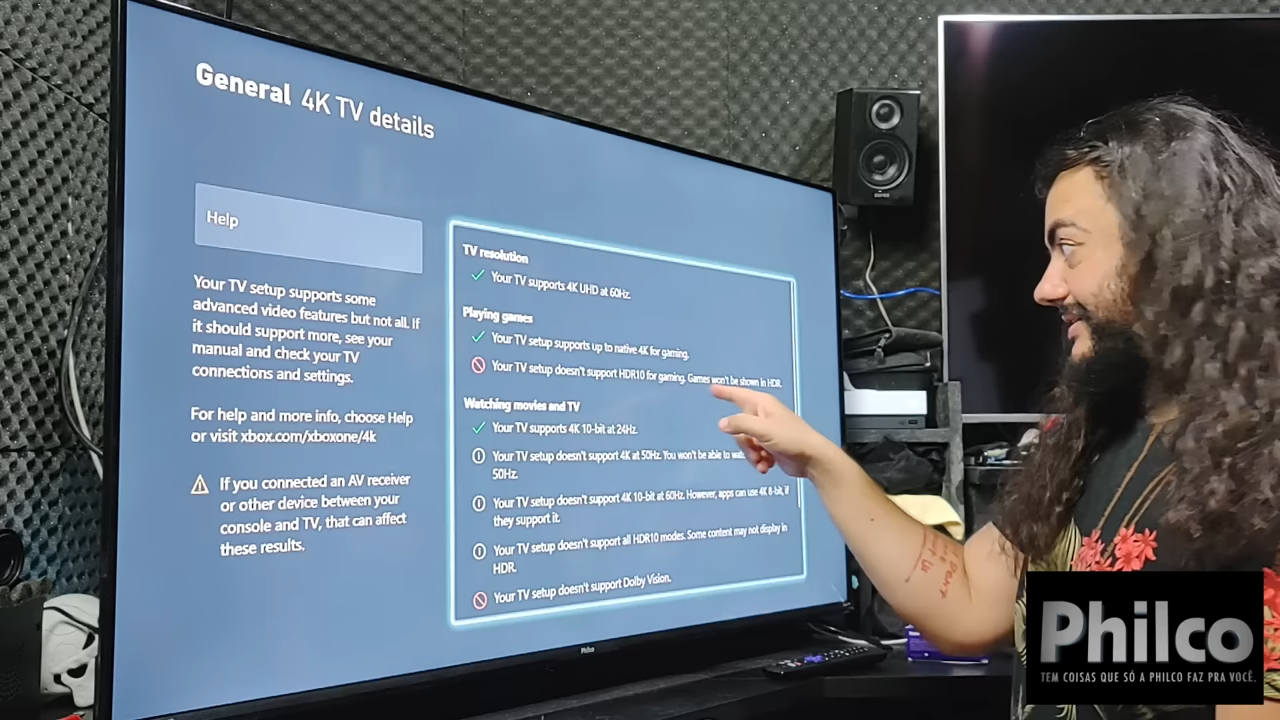 General 4K TV details
Help
Your TV setup supports some
advanced video features but not all. If
it should support more, see your
manual and check your TV
connections and settings.
For help and more info, choose Help
or visit xbox.com/xboxone/4k
If you connected an AV receiver
or other device between your
console and TV, that can affect
these results.
TV resolution
Your TV supports 4K UHD at 60Hz.
Playing games
Your TV setup supports up to native 4K for gaming.
Your TV setup doesn't support HDR10 for gaming. Games won't be shown in HDR.
Watching movies and TV
Your TV supports 4K 10-bit at 24Hz.
Your TV setup doesn't support 4K at 50Hz. You won't be able to
50Hz.
Your TV setup doesn't support 4K 10-bit at 60Hz. However, apps can use 4K 8-bit, if
they support it.
Your TV setup doesn't support all HDR10 modes. Some content may not display in
HDR.
Your TV setup doesn't support Dolby Vision.
Philco
Philco
TEM COISAS QUE SÓ A PHILCO FAZ PRA VOCÊ.